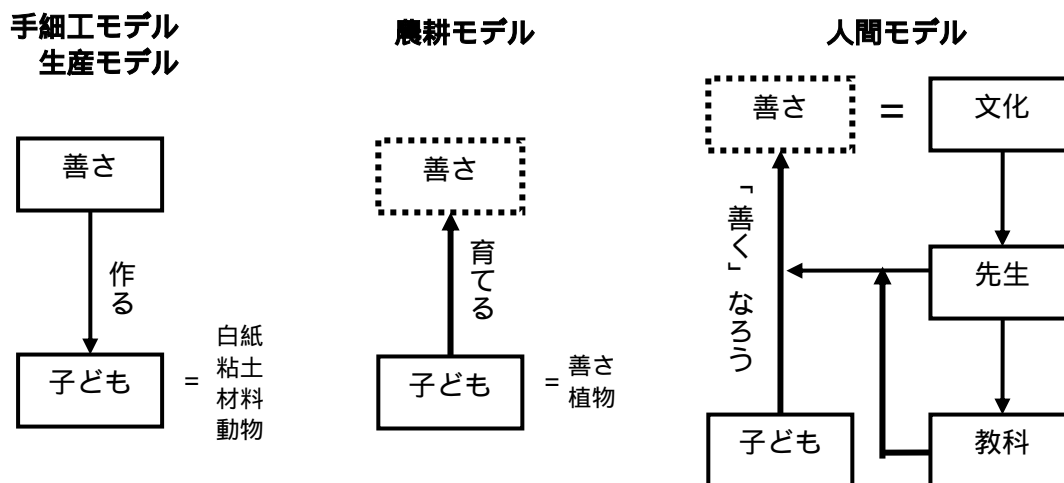 手細工モデル
生産モデル
善さ
作る
子ども
=
白紙
粘土
材料
動物
農耕モデル
善さ
育てる
子ども
=
善さ
植物
人間モデル
善さ
=
文化
「善く」なろう
先生
子ども
教科